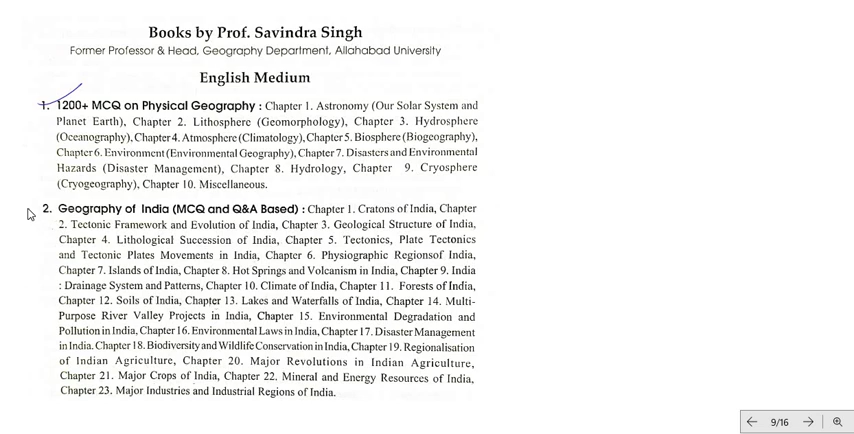 Books by Prof. Savindra Singh
Former Professor & Head, Geography Department, Allahabad University
English Medium
1. 1200+ MCQ on Physical Geography : Chapter 1. Astronomy (Our Solar System and
Planet Earth), Chapter 2. Lithosphere (Geomorphology), Chapter 3. Hydrosphere
(Oceanography), Chapter 4. Atmosphere (Climatology), Chapter 5. Biosphere (Biogeography),
Chapter 6. Environment (Environmental Geography), Chapter 7. Disasters and Environmental
Hazards (Disaster Management), Chapter 8. Hydrology, Chapter 9. Cryosphere
(Cryogeography), Chapter 10. Miscellaneous.
2. Geography of India (MCQ and Q&A Based) : Chapter 1. Cratons of India, Chapter
2. Tectonic Framework and Evolution of India, Chapter 3. Geological Structure of India,
Chapter 4. Lithological Succession of India, Chapter 5. Tectonics, Plate Tectonics
and Tectonic Plates Movements in India, Chapter 6. Physiographic Regionsof India,
Chapter 7. Islands of India, Chapter 8. Hot Springs and Volcanism in India, Chapter 9. India
: Drainage System and Patterns, Chapter 10. Climate of India, Chapter 11. Forests of India,
Chapter 12. Soils of India, Chapter 13. Lakes and Waterfalls of India, Chapter 14. Multi-
Purpose River Valley Projects in India, Chapter 15. Environmental Degradation and
Pollution in India, Chapter 16. Environmental Laws in India, Chapter 17. Disaster Management
in India. Chapter 18. Biodiversity and Wildlife Conservation in India, Chapter 19. Regionalisation
of Indian Agriculture, Chapter 20. Major Revolutions in Indian Agriculture,
Chapter 21. Major Crops of India, Chapter 22. Mineral and Energy Resources of India,
Chapter 23. Major Industries and Industrial Regions of India.
9/16